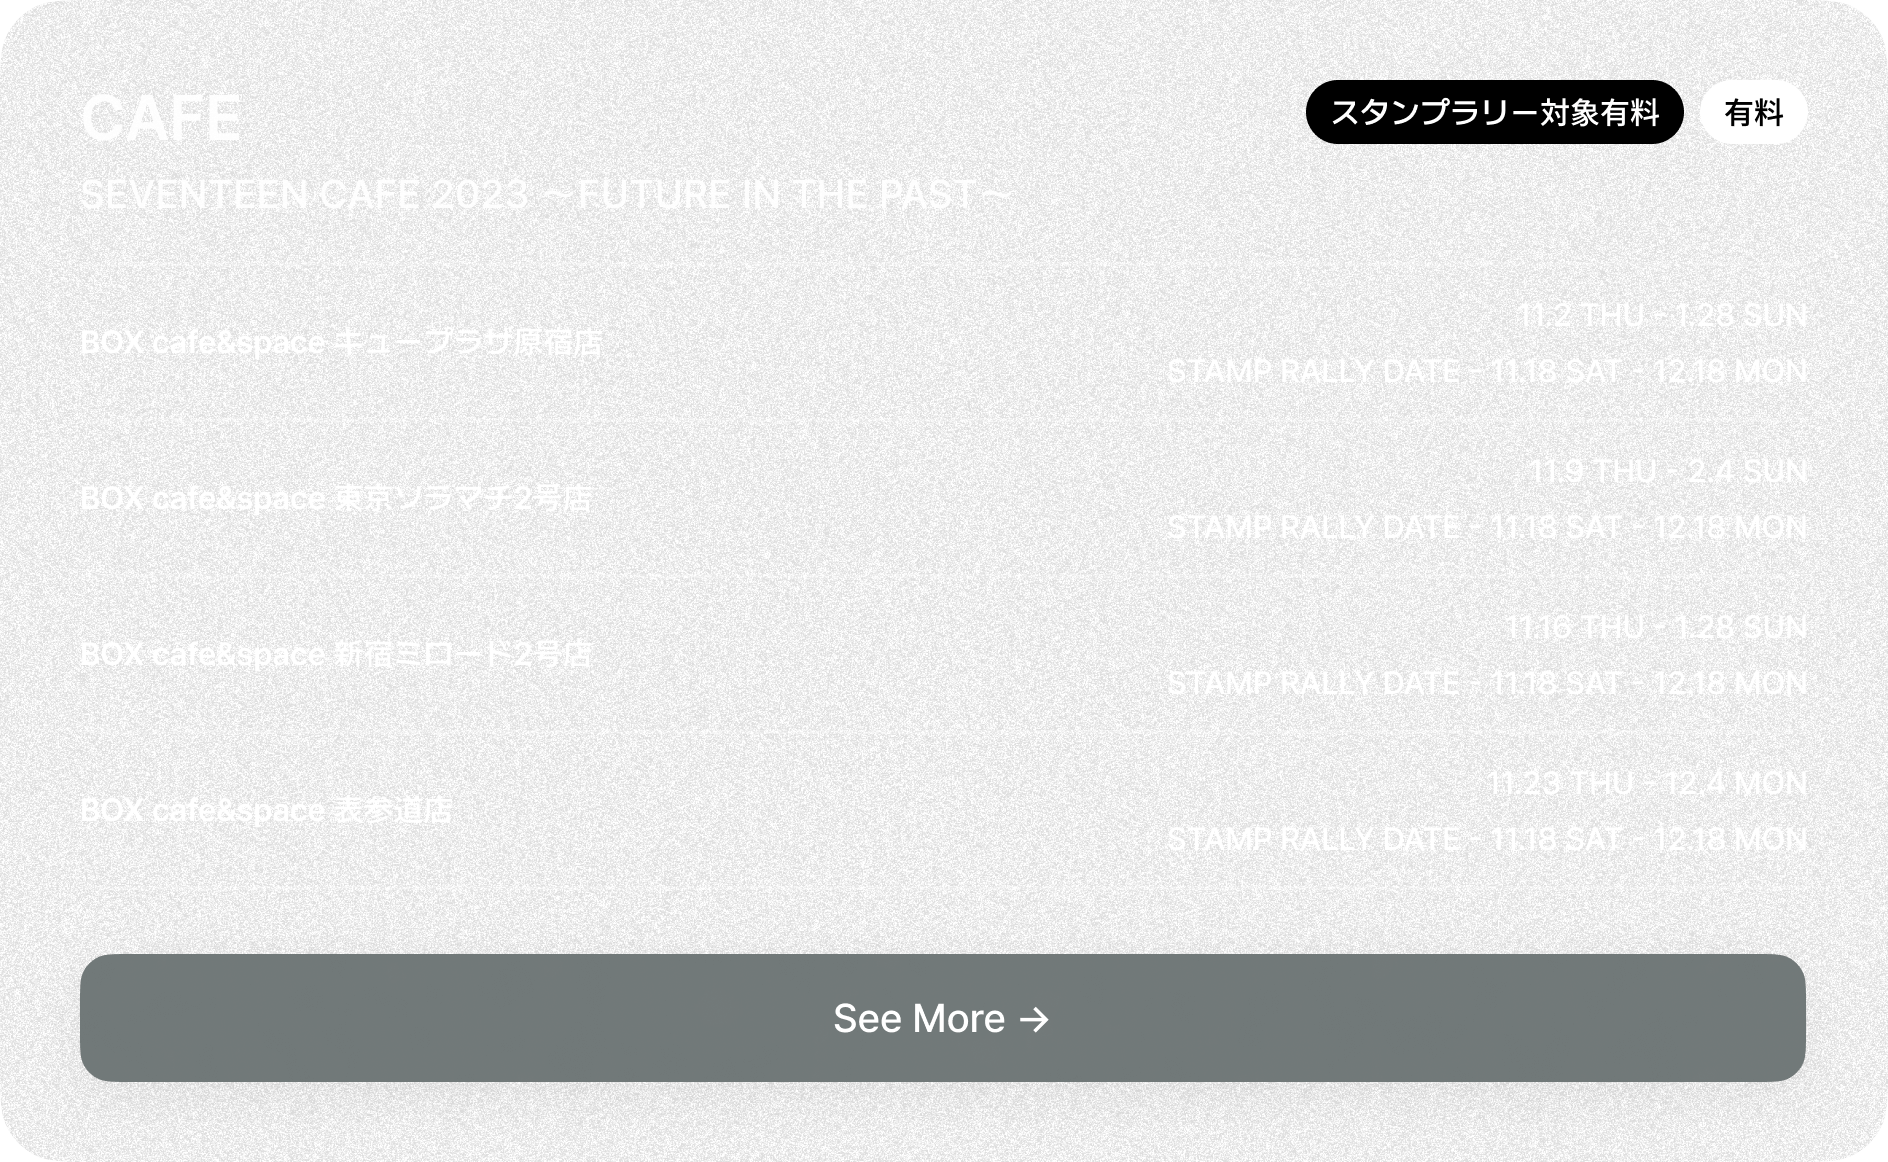 CAFE
スタンプラリー対象有料
有料
SEVENTEEN CAFE 2023 〜FUTURE IN THE PAST〜
BOX cafe&space キュープラザ原宿店
11.2 THU - 1.28 SUN
STAMP RALLY DATE - 11.18 SAT - 12.18 MON
BOX cafe&space 東京ソラマチ2号店
11.9 THU - 2.4 SUN
STAMP RALLY DATE - 11.18 SAT - 12.18 MON
BOX cafe&space 新宿ミロード2号店
11.16 THU - 1.28 SUN
STAMP RALLY DATE - 11.18 SAT - 12.18 MON
BOX cafe&space 表参道店
11.23 THU - 12.4 MON
STAMP RALLY DATE - 11.18 SAT - 12.18 MON
See More →